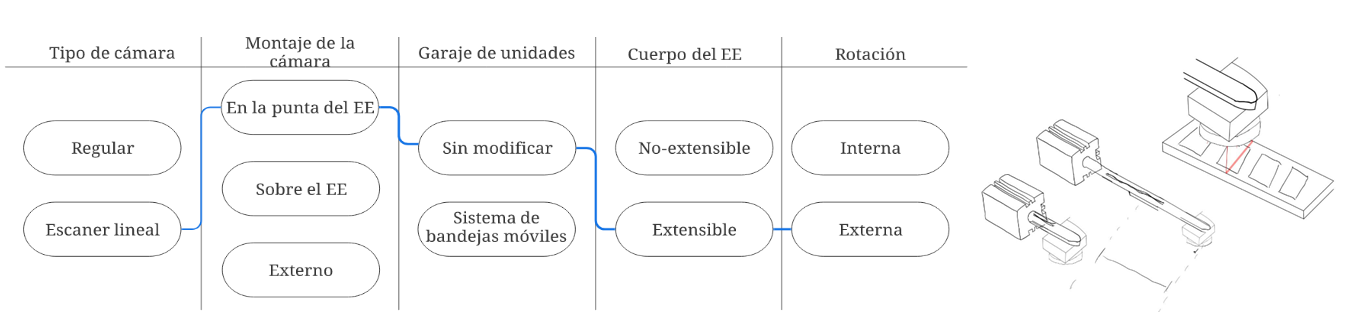 Tipo de cámara
Montaje de la
cámara
Garaje de unidades
Cuerpo del EE
Rotación
En la punta del EE
Regular
Sin modificar
No-extensible
Interna
Sobre el EE
Escaner lineal
Sistema de
bandejas móviles
Extensible
Externa
Externo